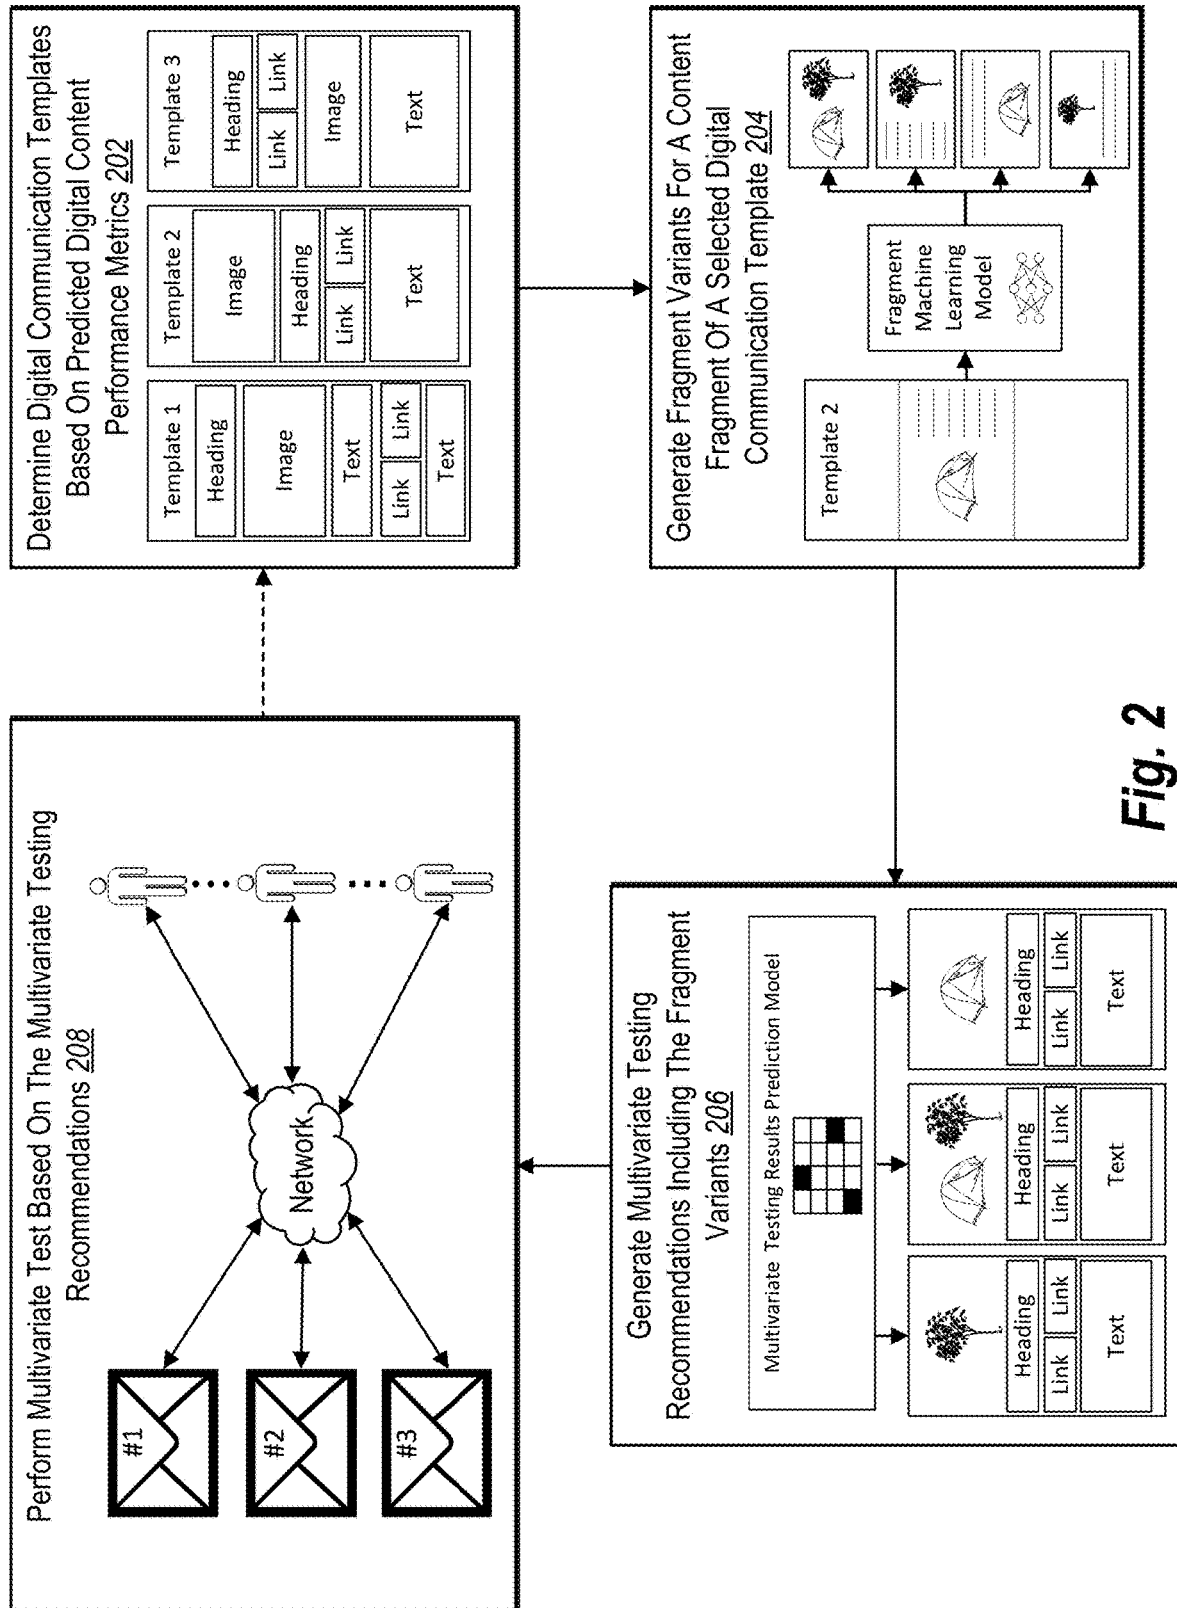 Perform Multivariate Test Based On The Multivariate Testing
Recommendations 208
#1
#2
#3
Network
Determine Digital Communication Templates
Based On Predicted Digital Content
Performance Metrics 202
Template 1
Heading
Image
Text
Link
Link
Text
Template 2
Image
Heading
Link
Link
Text
Template 3
Heading
Link
Link
Image
Text
Generate Multivariate Testing
Recommendations Including The Fragment
Variants 206
Multivariate Testing Results Prediction Model
Heading
Link
Link
Text
Heading
Link
Link
Text
Heading
Link
Link
Text
Generate Fragment Variants For A Content
Fragment Of A Selected Digital
Communication Template 204
Template 2
Fragment
Machine
Learning
Model
Fig. 2